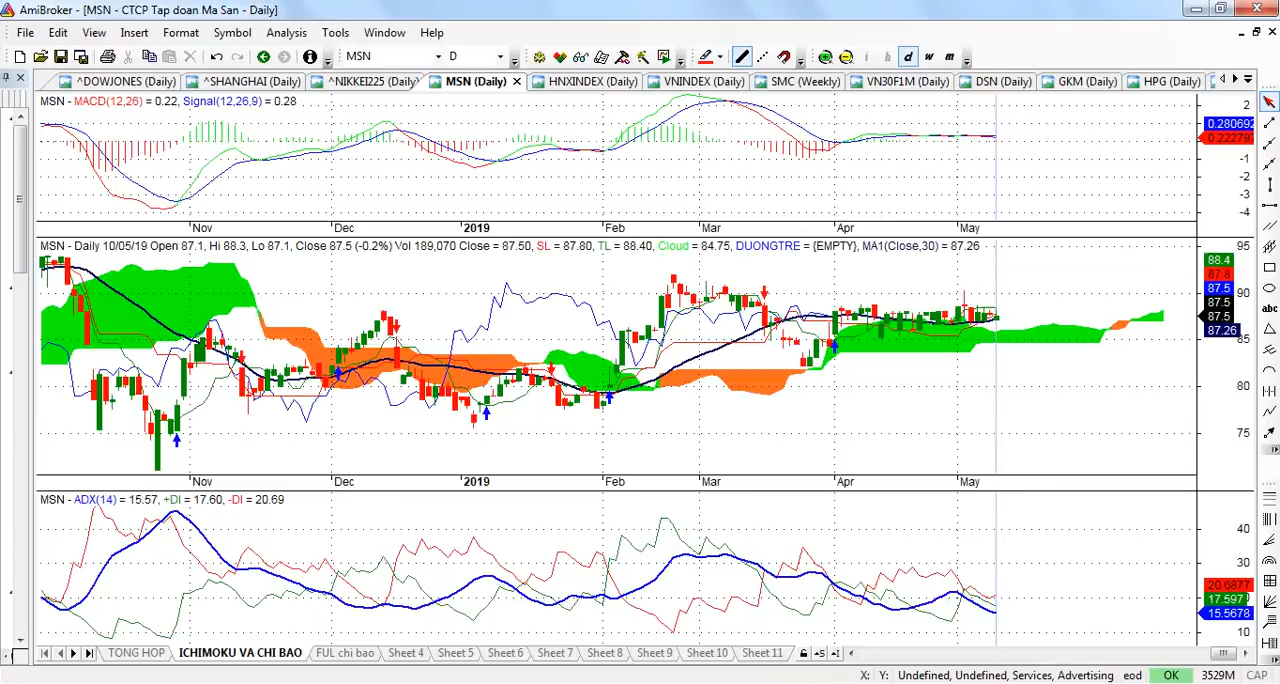 AmiBroker - [MSN - CTCP Tap doan Ma San - Daily]
File Edit View Insert Format Symbol Analysis Tools Window Help
MSN D i h d w m
^DOWJONES (Daily) ^SHANGHAI (Daily) ^NIKKEI225 (Daily) MSN (Daily) HNXINDEX (Daily) VNINDEX (Daily) SMC (Weekly) VN30F1M (Daily) DSN (Daily) GKM (Daily) HPG (Daily)
MSN - MACD(12,26) = 0.22, Signal(12,26,9) = 0.28
2
0.280692
0.222797
-1
-2
-3
-4
Nov Dec 2019 Feb Mar Apr May
MSN - Daily 10/05/19 Open 87.1, Hi 88.3, Lo 87.1, Close 87.5 (-0.2%) Vol 189,070 Close = 87.50, SL = 87.80, TL = 88.40, Cloud = 84.75, DUONGTRE = {EMPTY}, MA1(Close,30) = 87.26
95
88.4
87.8
90
87.5
87.5
87.5
87.26
85
80
75
Nov Dec 2019 Feb Mar Apr May
MSN - ADX(14) = 15.57, +DI = 17.60, -DI = 20.69
40
30
20.6877
17.597
15.5678
10
TONG HOP ICHIMOKU VA CHI BAO FUL chi bao Sheet 4 Sheet 5 Sheet 6 Sheet 7 Sheet 8 Sheet 9 Sheet 10 Sheet 11
X: Y: Undefined, Undefined, Services, Advertising eod OK 3529M CAP
abc